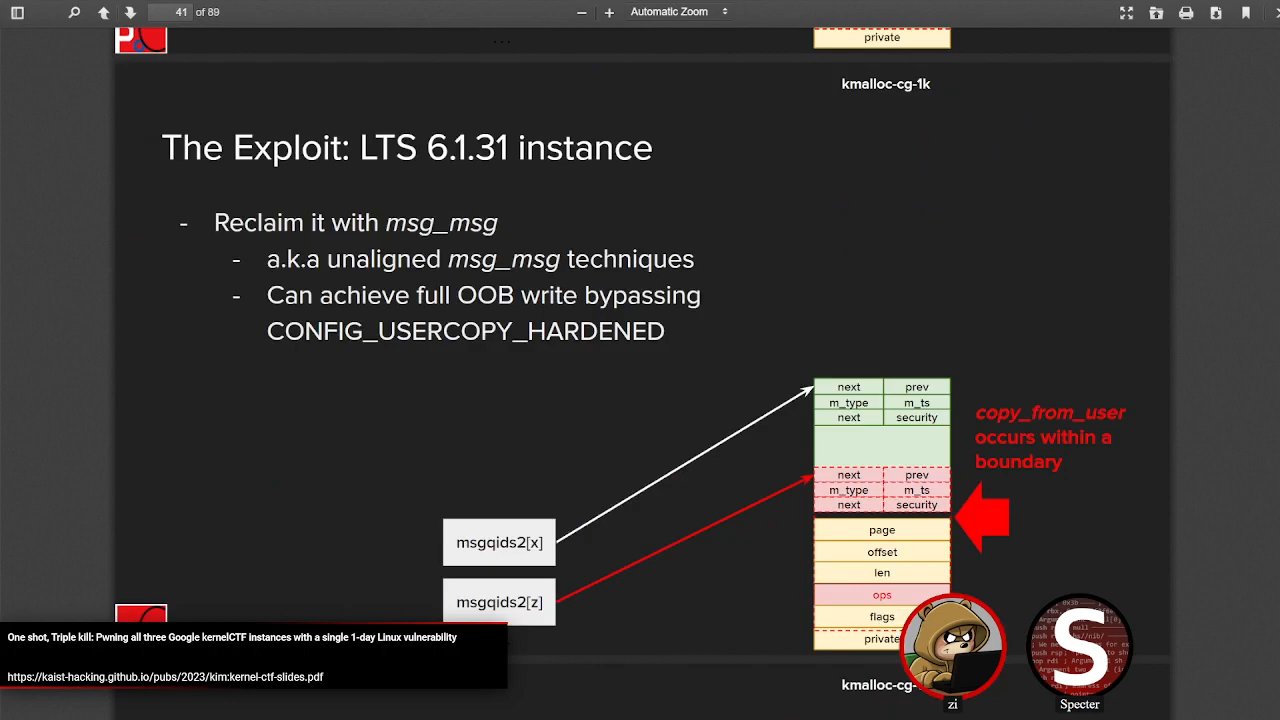 41 of 89
Automatic Zoom
private
kmalloc-cg-1k
The Exploit: LTS 6.1.31 instance
- Reclaim it with msg_msg
- a.k.a unaligned msg_msg techniques
- Can achieve full OOB write bypassing
CONFIG_USERCOPY_HARDENED
next prev
m_type m_ts
next security
copy_from_user
occurs within a
boundary
next prev
m_type m_ts
next security
page
offset
len
ops
flags
private
msgqids2[x]
msgqids2[z]
kmalloc-cg-
One shot, Triple kill: Pwning all three Google kernelCTF instances with a single 1-day Linux vulnerability
https://kaist-hacking.github.io/pubs/2023/kim:kernel-ctf-slides.pdf
S
zi
Specter